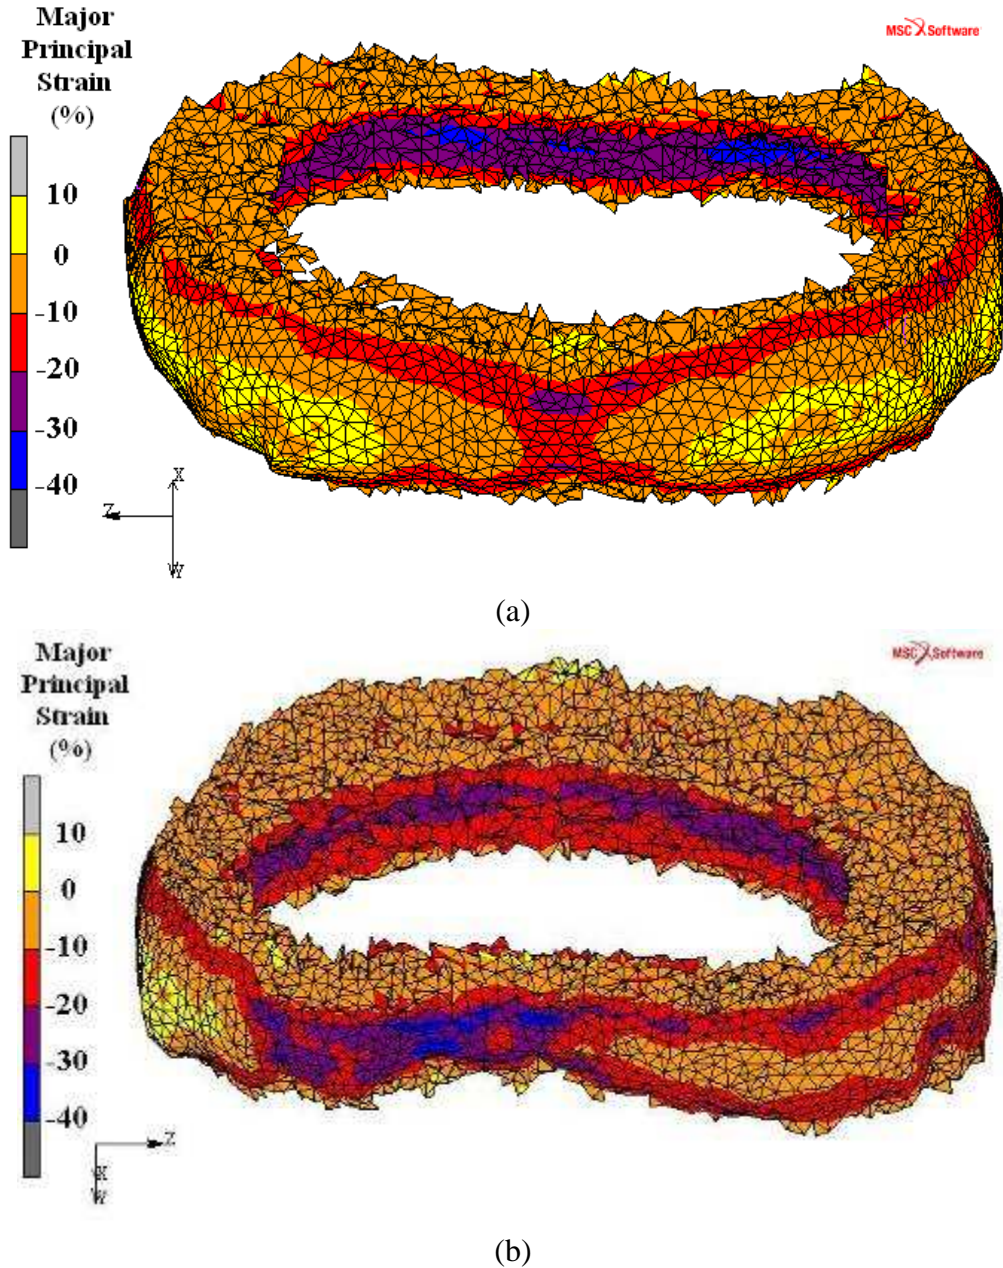 Major
Principal
Strain
(%)
10
0
-10
-20
-30
-40
MSC Software
X
Z
Y
(a)
Major
Principal
Strain
(%)
10
0
-10
-20
-30
-40
MSC Software
Z
X
Y
(b)